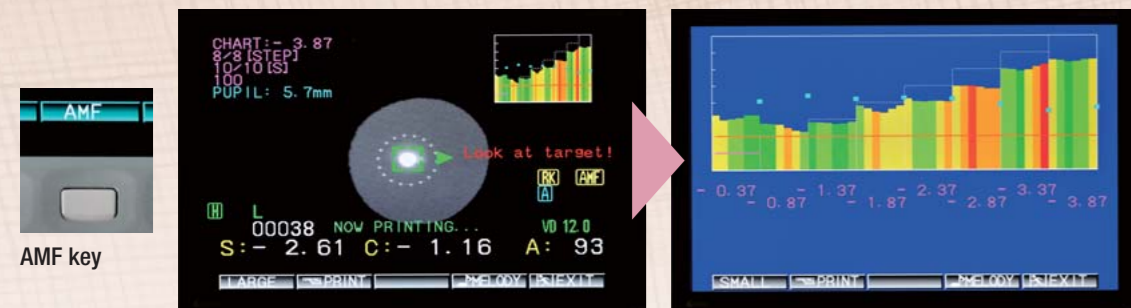 AMF
AMF key
CHART:- 3.87
8/8[STEP]
10/10[S]
100
PUPIL: 5.7mm
Look at target!
RK AMF
A
H L
00038 NOW PRINTING... VD 12.0
S:- 2.61 C:- 1.16 A: 93
LARGE PRINT MELODY EXIT
- 0.37 - 1.37 - 2.37 - 3.37
- 0.87 - 1.87 - 2.87 - 3.87
SMALL PRINT MELODY EXIT